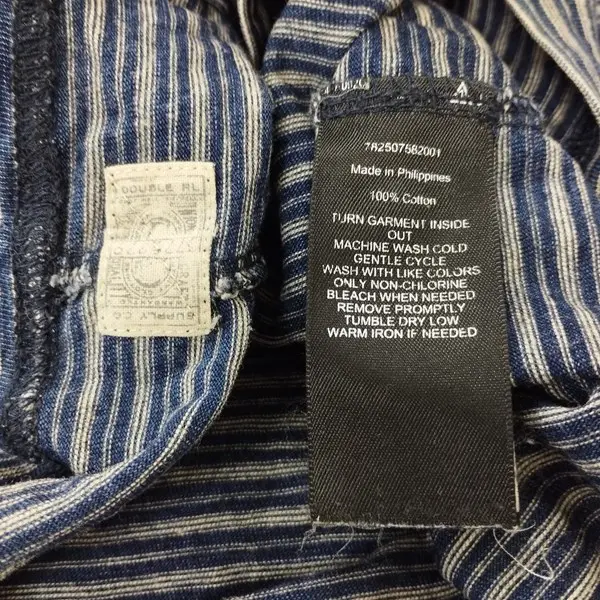 DOUBLE RL
SUPPLY CO
782507582001
Made in Philippines
100% Cotton
TURN GARMENT INSIDE
OUT
MACHINE WASH COLD
GENTLE CYCLE
WASH WITH LIKE COLORS
ONLY NON-CHLORINE
BLEACH WHEN NEEDED
REMOVE PROMPTLY
TUMBLE DRY LOW
WARM IRON IF NEEDED